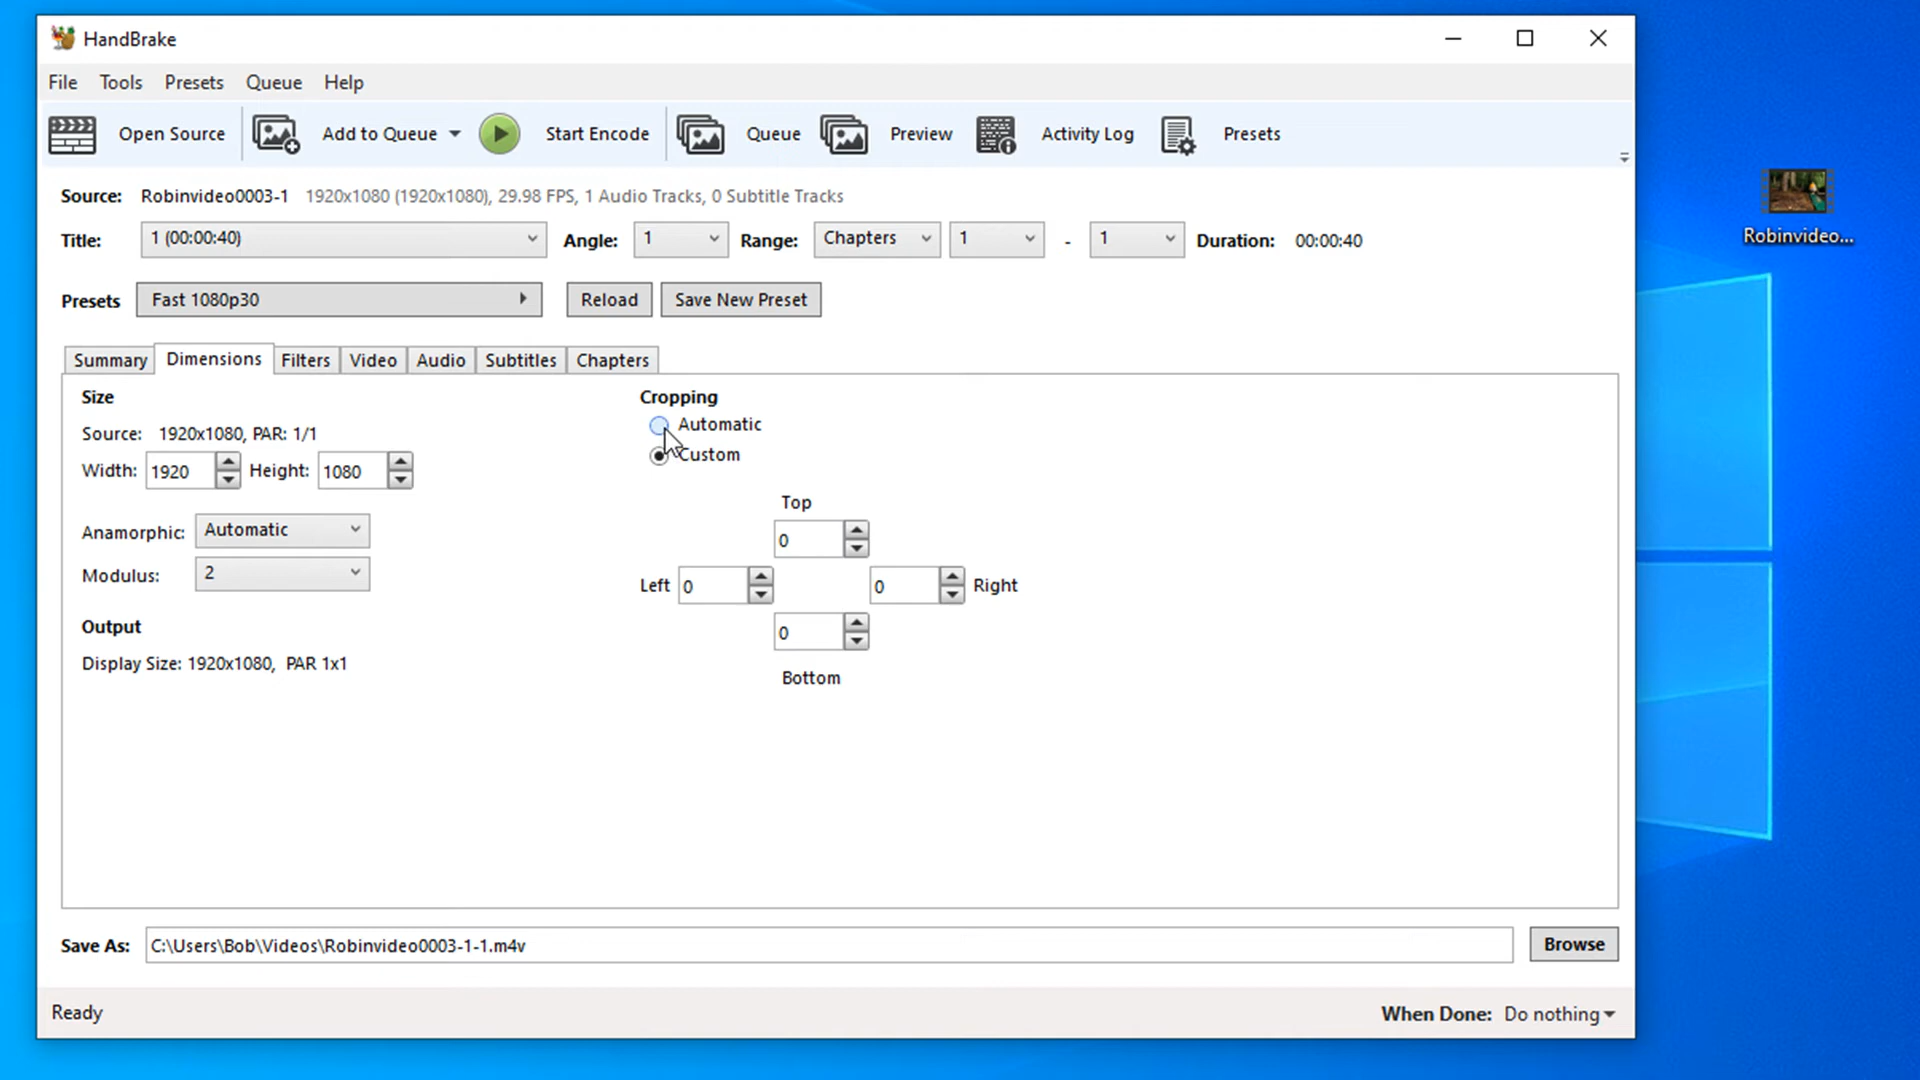 HandBrake
File Tools Presets Queue Help
Open Source Add to Queue Start Encode Queue Preview Activity Log Presets
Source: Robinvideo0003-1 1920x1080 (1920x1080), 29.98 FPS, 1 Audio Tracks, 0 Subtitle Tracks
Title: 1 (00:00:40) Angle: 1 Range: Chapters 1 - 1 Duration: 00:00:40
Presets Fast 1080p30 Reload Save New Preset
Summary Dimensions Filters Video Audio Subtitles Chapters
Size
Source: 1920x1080, PAR: 1/1
Width: 1920 Height: 1080
Anamorphic: Automatic
Modulus: 2
Output
Display Size: 1920x1080, PAR 1x1
Cropping
Automatic
Custom
Top
0
Left 0 0 Right
0
Bottom
Save As: C:\Users\Bob\Videos\Robinvideo0003-1-1.m4v Browse
Ready When Done: Do nothing
Robinvideo...